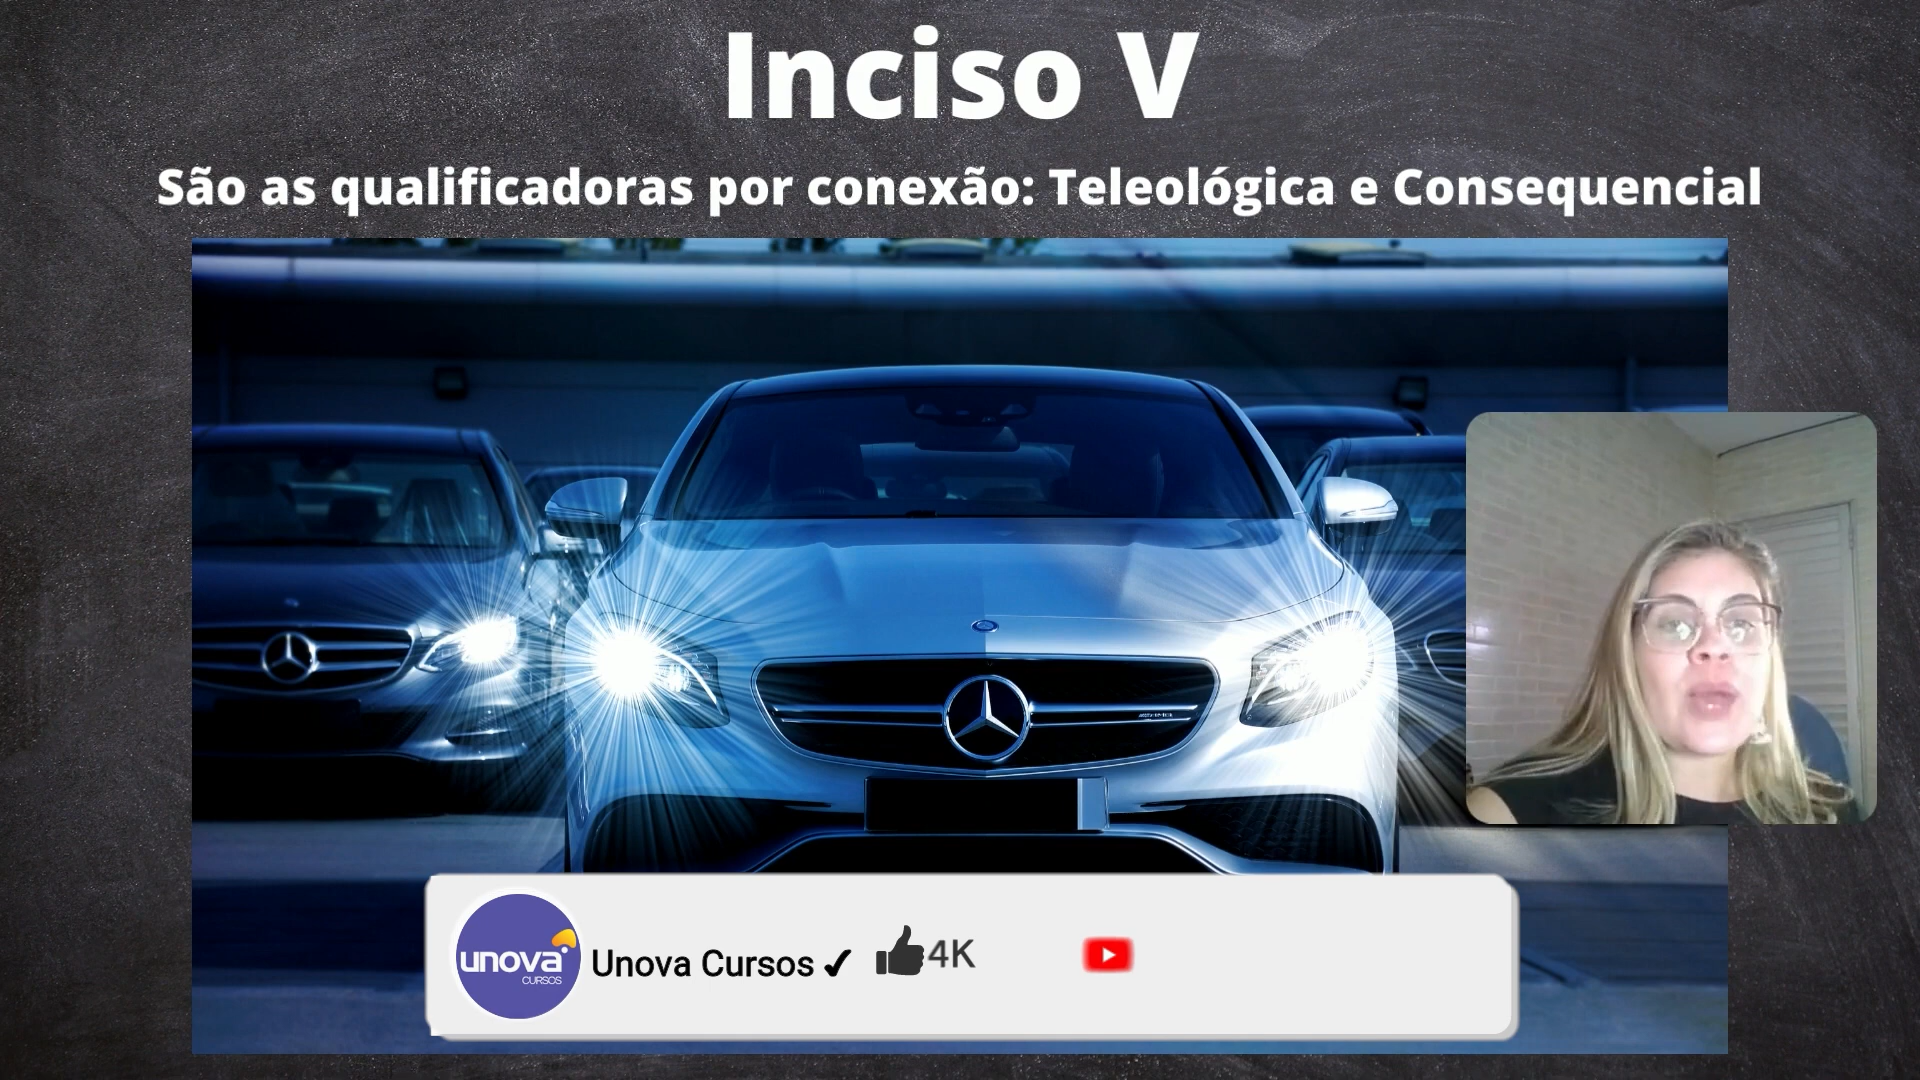 Inciso V
São as qualificadoras por conexão: Teleológica e Consequencial
unova
CURSOS
Unova Cursos ✓
4K